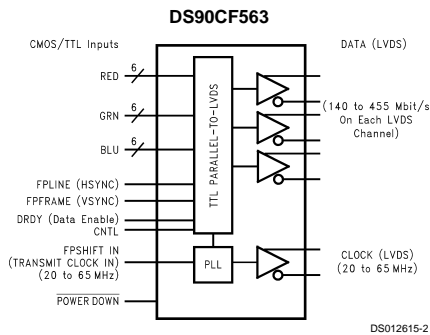 DS90CF563
CMOS/TTL Inputs
DATA (LVDS)
RED
6
GRN
6
BLU
6
FPLINE (HSYNC)
FPFRAME (VSYNC)
DRDY (Data Enable)
CNTL
FPSHIFT IN
(TRANSMIT CLOCK IN)
(20 to 65 MHz)
POWER DOWN
TTL PARALLEL-TO-LVDS
PLL
(140 to 455 Mbit/s
On Each LVDS
Channel)
CLOCK (LVDS)
(20 to 65 MHz)
DS012615-2